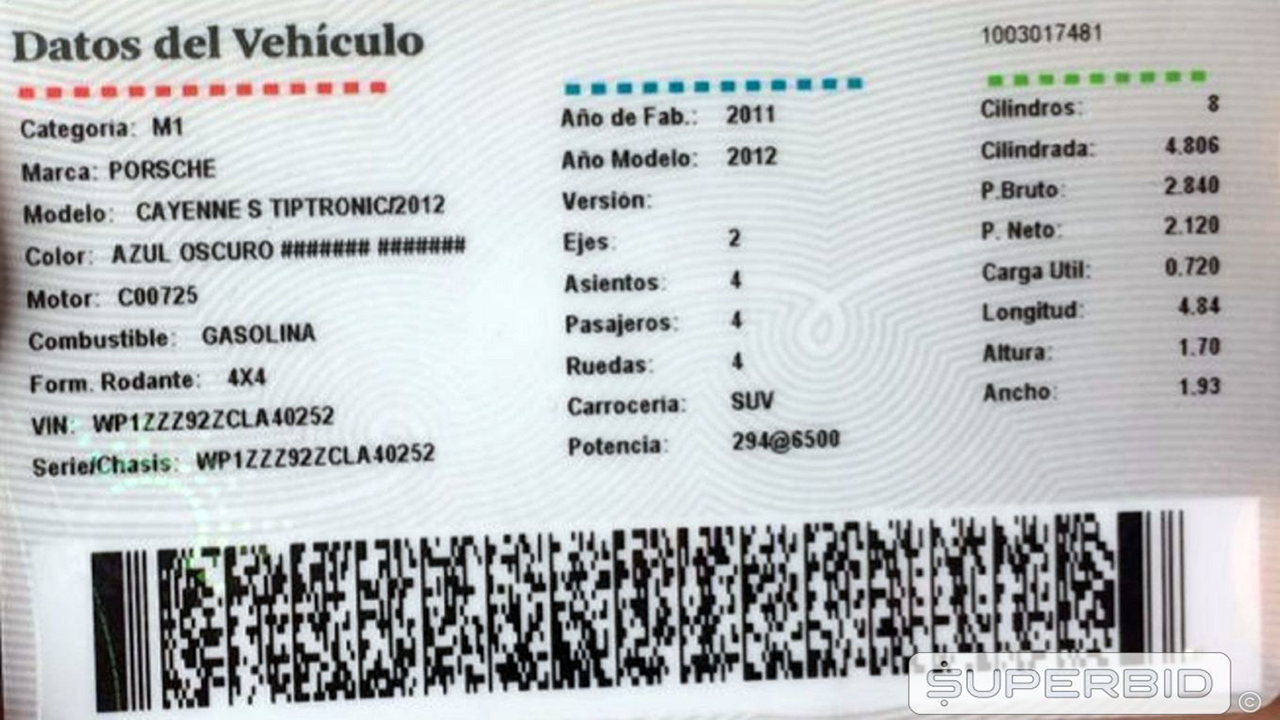 Datos del Vehículo
1003017481
Categoría: M1
Marca: PORSCHE
Modelo: CAYENNE S TIPTRONIC/2012
Color: AZUL OSCURO ####### #######
Motor: C00725
Combustible: GASOLINA
Form. Rodante: 4X4
VIN: WP1ZZZ92ZCLA40252
Serie/Chasis: WP1ZZZ92ZCLA40252
Año de Fab.: 2011
Año Modelo: 2012
Versión:
Ejes: 2
Asientos: 4
Pasajeros: 4
Ruedas: 4
Carrocería: SUV
Potencia: 294@6500
Cilindros: 8
Cilindrada: 4.806
P.Bruto: 2.840
P. Neto: 2.120
Carga Util: 0.720
Longitud: 4.84
Altura: 1.70
Ancho: 1.93
SUPERBID ©